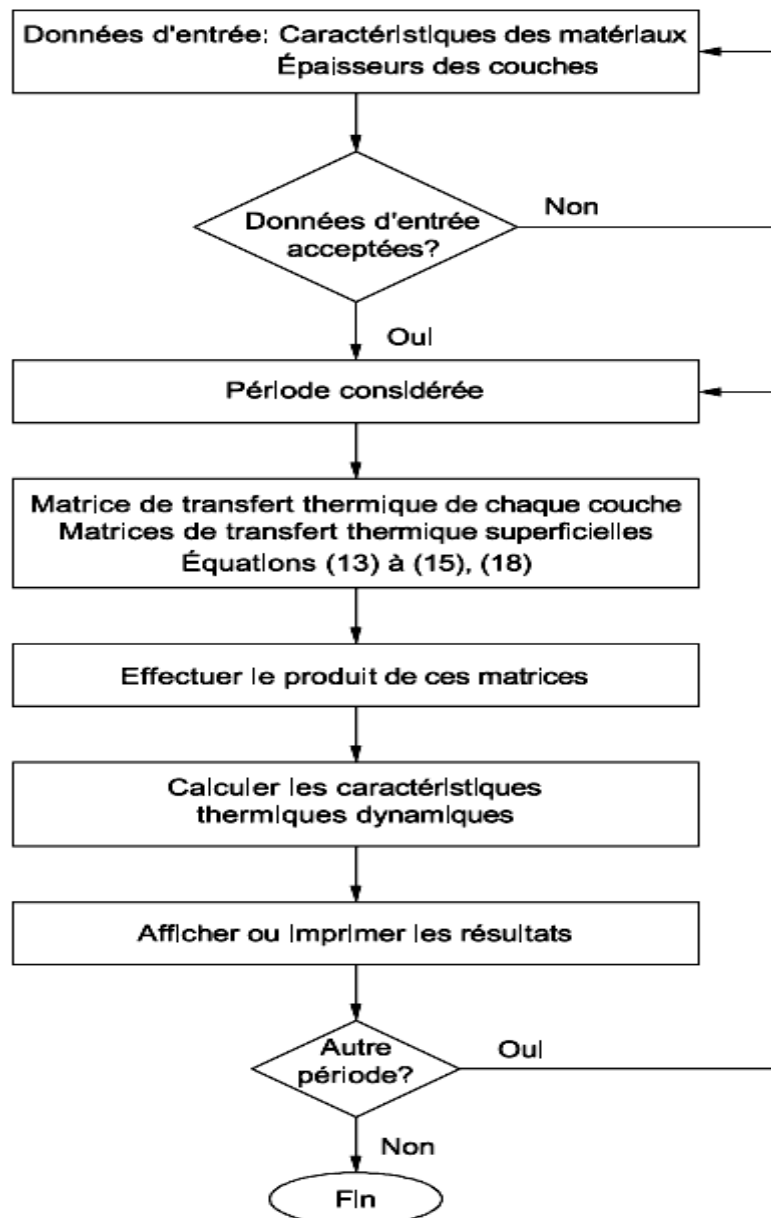 Données d'entrée: Caractéristiques des matériaux
Épaisseurs des couches
Données d'entrée
acceptées?
Non
Oui
Période considérée
Matrice de transfert thermique de chaque couche
Matrices de transfert thermique superficielles
Équations (13) à (15), (18)
Effectuer le produit de ces matrices
Calculer les caractéristiques
thermiques dynamiques
Afficher ou imprimer les résultats
Autre
période?
Oui
Non
Fin